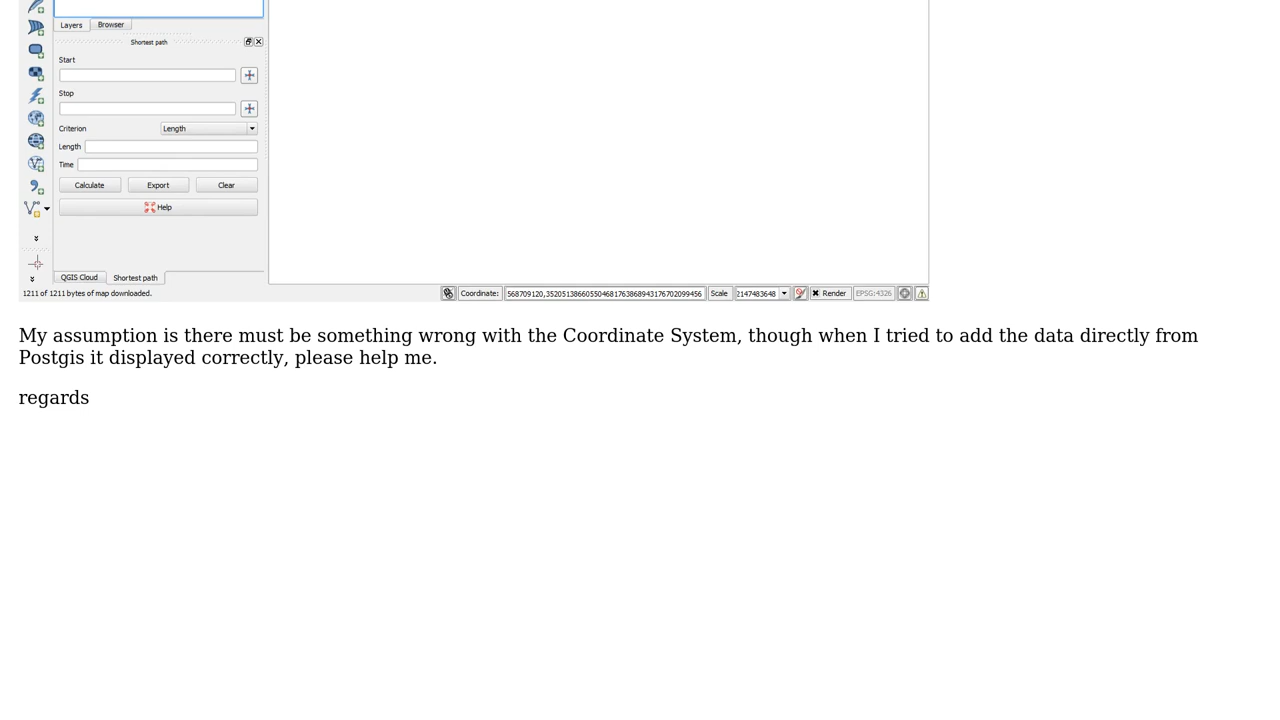 Layers Browser
Shortest path
Start
Stop
Criterion Length
Length
Time
Calculate Export Clear
Help
QGIS Cloud Shortest path
1211 of 1211 bytes of map downloaded. Coordinate: Scale 2147483648 Render EPSG:4326
My assumption is there must be something wrong with the Coordinate System, though when I tried to add the data directly from
Postgis it displayed correctly, please help me.
regards